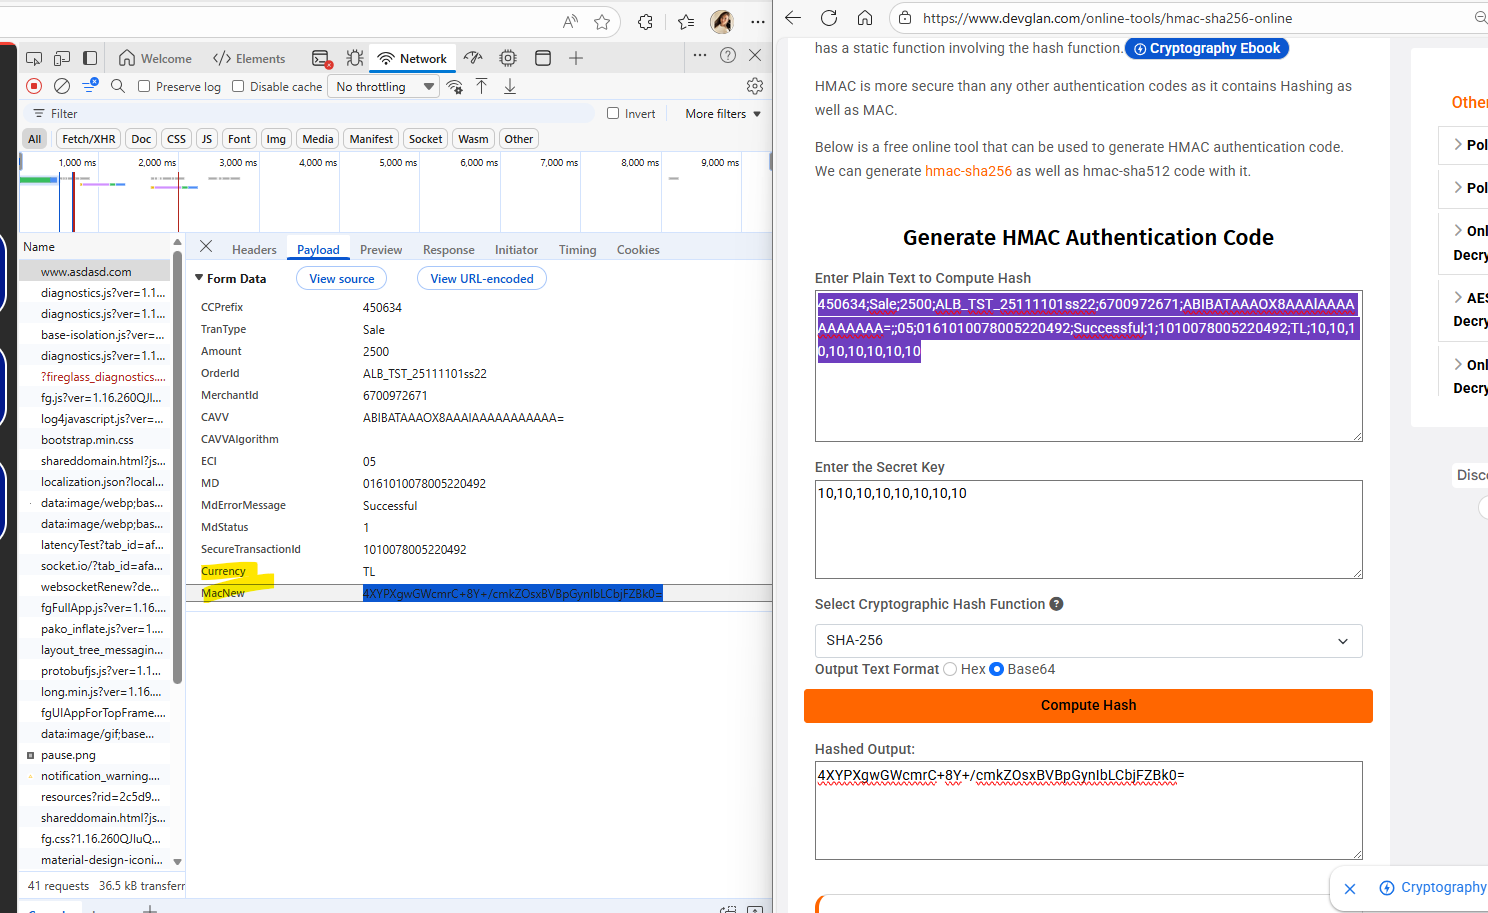 Welcome
Elements
Network
Preserve log
Disable cache
No throttling
Filter
Invert
More filters
All
Fetch/XHR
Doc
CSS
JS
Font
Img
Media
Manifest
Socket
Wasm
Other
1,000 ms
2,000 ms
3,000 ms
4,000 ms
5,000 ms
6,000 ms
7,000 ms
8,000 ms
9,000 ms
Name
www.asdasd.com
diagnostics.js?ver=1.1...
diagnostics.js?ver=1.1...
base-isolation.js?ver=...
diagnostics.js?ver=1.1...
?fireglass_diagnostics....
fg.js?ver=1.16.260QJI...
log4javascript.js?ver=...
bootstrap.min.css
shareddomain.html?js...
localization.json?local...
data:image/webp;bas...
data:image/webp;bas...
latencyTest?tab_id=af...
socket.io/?tab_id=afa...
websocketRenew?de...
fgFullApp.js?ver=1.16....
pako_inflate.js?ver=1....
layout_tree_messagin...
protobufjs.js?ver=1.1...
long.min.js?ver=1.16....
fgUIAppForTopFrame....
data:image/gif;base...
pause.png
notification_warning....
resources?rid=2c5d9...
shareddomain.html?js...
fg.css?1.16.260QJIuQ...
material-design-iconi...
41 requests
36.5 kB transferr
Headers
Payload
Preview
Response
Initiator
Timing
Cookies
Form Data
View source
View URL-encoded
CCPrefix 450634
TranType Sale
Amount 2500
OrderId ALB_TST_25111101ss22
MerchantId 6700972671
CAVV ABIBATAAAOX8AAAIAAAAAAAAAAA=
CAVVAlgorithm
ECI 05
MD 0161010078005220492
MdErrorMessage Successful
MdStatus 1
SecureTransactionId 1010078005220492
Currency TL
MacNew 4XYPXgwGWcmrC+8Y+/cmkZOsxBVBpGynIbLCbjFZBk0=
https://www.devglan.com/online-tools/hmac-sha256-online
has a static function involving the hash function. Cryptography Ebook
HMAC is more secure than any other authentication codes as it contains Hashing as
well as MAC.
Below is a free online tool that can be used to generate HMAC authentication code.
We can generate hmac-sha256 as well as hmac-sha512 code with it.
Generate HMAC Authentication Code
Enter Plain Text to Compute Hash
450634;Sale;2500;ALB_TST_25111101ss22;6700972671;ABIBATAAAOX8AAAIAAAA
AAAAAAA=;;05;0161010078005220492;Successful;1;1010078005220492;TL;10,10,1
0,10,10,10,10,10
Enter the Secret Key
10,10,10,10,10,10,10,10
Select Cryptographic Hash Function
SHA-256
Output Text Format Hex Base64
Compute Hash
Hashed Output:
4XYPXgwGWcmrC+8Y+/cmkZOsxBVBpGynIbLCbjFZBk0=
Other
Pol
Pol
Onl
Decry
AES
Decry
Onl
Decry
Disc
Cryptography